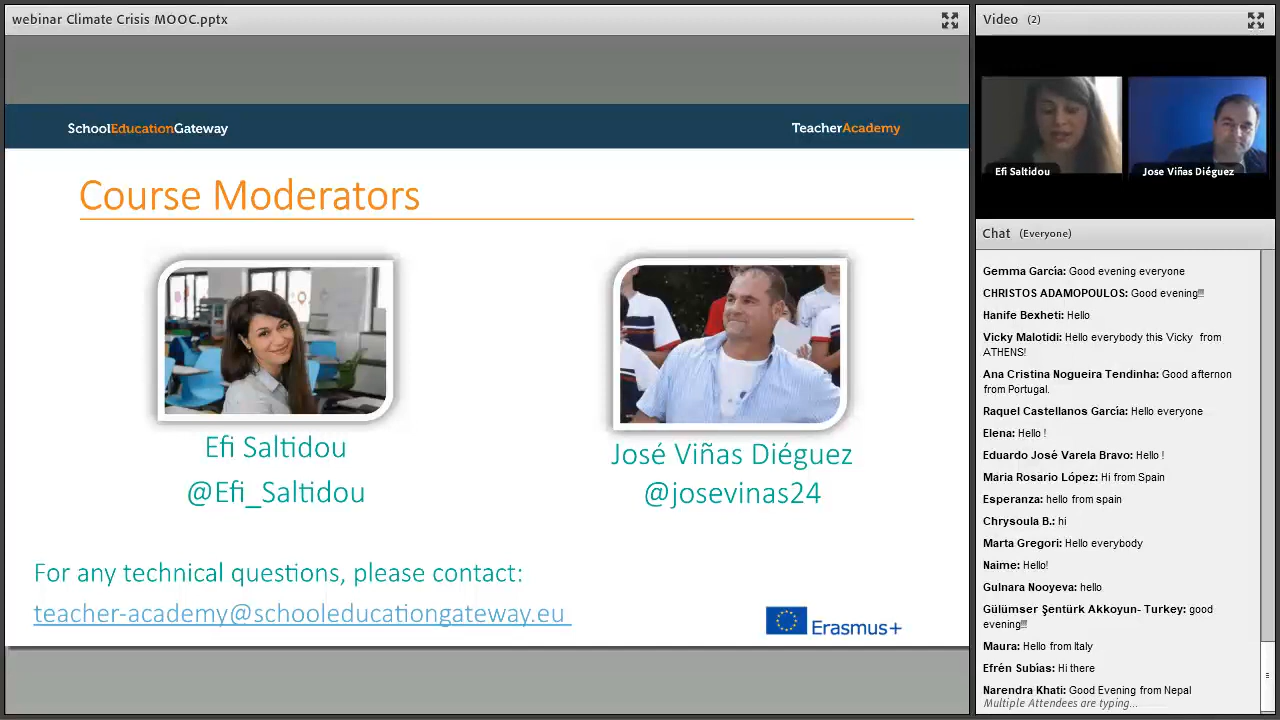 webinar Climate Crisis MOOC.pptx
SchoolEducationGateway
TeacherAcademy
Course Moderators
Efi Saltidou
@Efi_Saltidou
José Viñas Diéguez
@josevinas24
For any technical questions, please contact:
teacher-academy@schooleducationgateway.eu
Erasmus+
Video (2)
Efi Saltidou
Jose Viñas Diéguez
Chat (Everyone)
Gemma García: Good evening everyone
CHRISTOS ADAMOPOULOS: Good evening!!!
Hanife Bexheti: Hello
Vicky Malotidi: Hello everybody this Vicky from
ATHENS!
Ana Cristina Nogueira Tendinha: Good afternoon
from Portugal.
Raquel Castellanos García: Hello everyone
Elena: Hello !
Eduardo José Varela Bravo: Hello !
Maria Rosario López: Hi from Spain
Esperanza: hello from spain
Chrysoula B.: hi
Marta Gregori: Hello everybody
Naime: Hello!
Gulnara Nooyeva: hello
Gülümser Şentürk Akkoyun- Turkey: good
evening!!!
Maura: Hello from Italy
Efrén Subías: Hi there
Narendra Khati: Good Evening from Nepal
Multiple Attendees are typing...